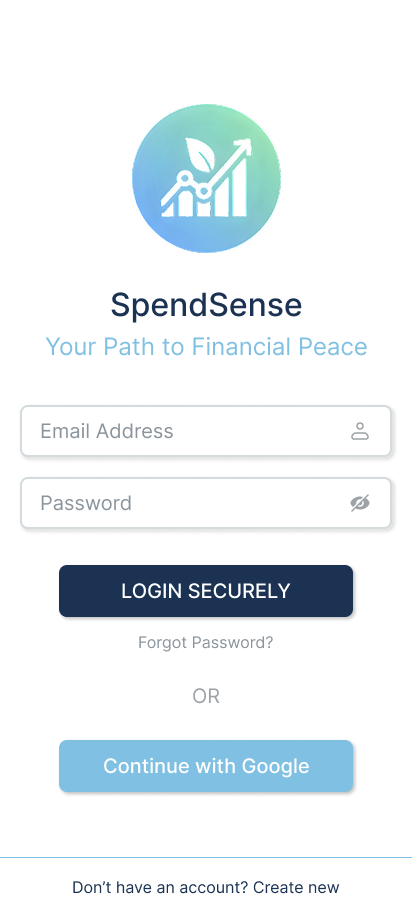 SpendSense
Your Path to Financial Peace
Email Address
Password
LOGIN SECURELY
Forgot Password?
OR
Continue with Google
Don’t have an account? Create new